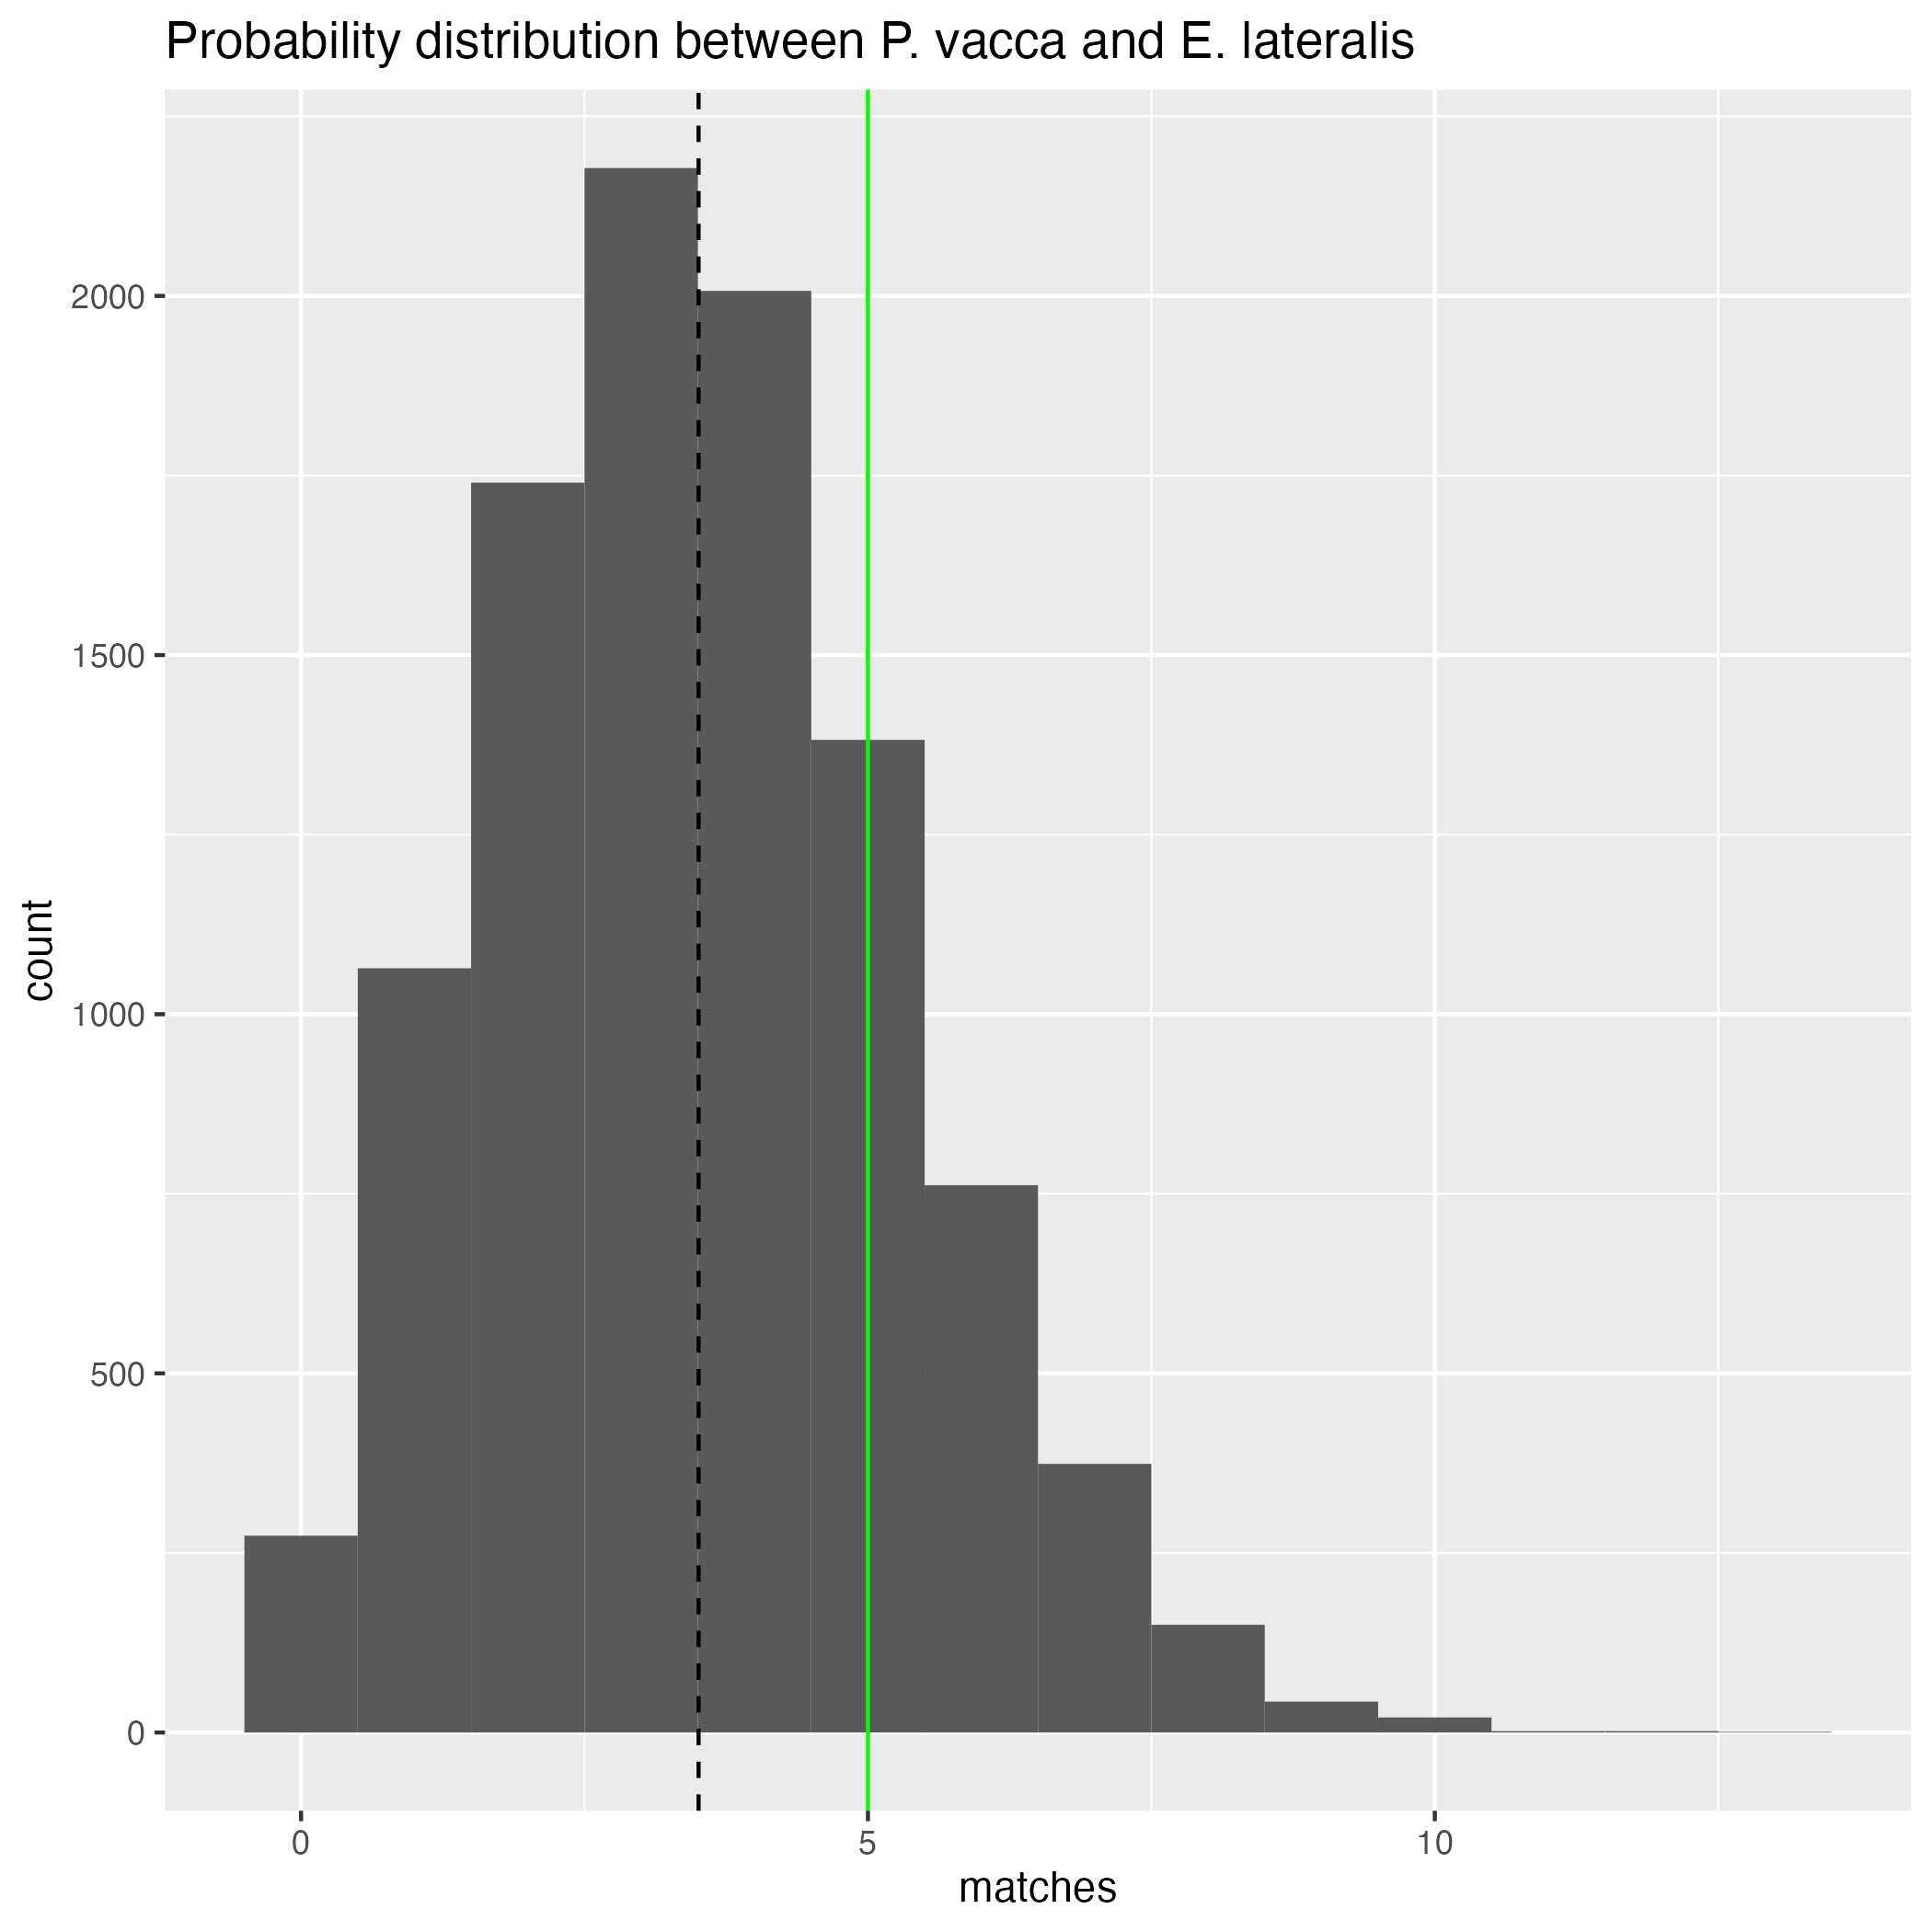 Probability distribution between P. vacca and E. lateralis
2000
1500
1000
500
0
count
0 5 10
matches